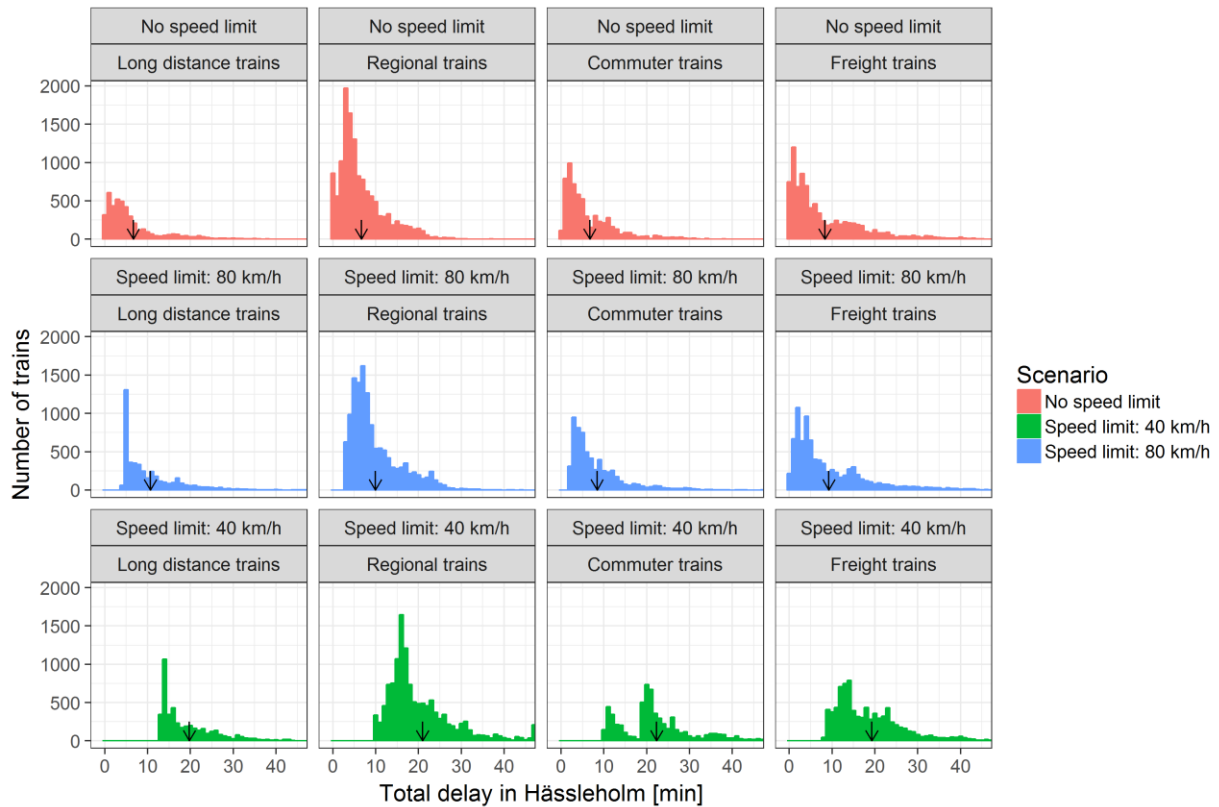 No speed limit No speed limit No speed limit No speed limit
Long distance trains Regional trains Commuter trains Freight trains
2000
1500
1000
500
0
Speed limit: 80 km/h Speed limit: 80 km/h Speed limit: 80 km/h Speed limit: 80 km/h
Long distance trains Regional trains Commuter trains Freight trains
2000
1500
1000
500
0
Speed limit: 40 km/h Speed limit: 40 km/h Speed limit: 40 km/h Speed limit: 40 km/h
Long distance trains Regional trains Commuter trains Freight trains
2000
1500
1000
500
0
0 10 20 30 40 0 10 20 30 40 0 10 20 30 40 0 10 20 30 40
Total delay in Hässleholm [min]
Number of trains
Scenario
No speed limit
Speed limit: 40 km/h
Speed limit: 80 km/h